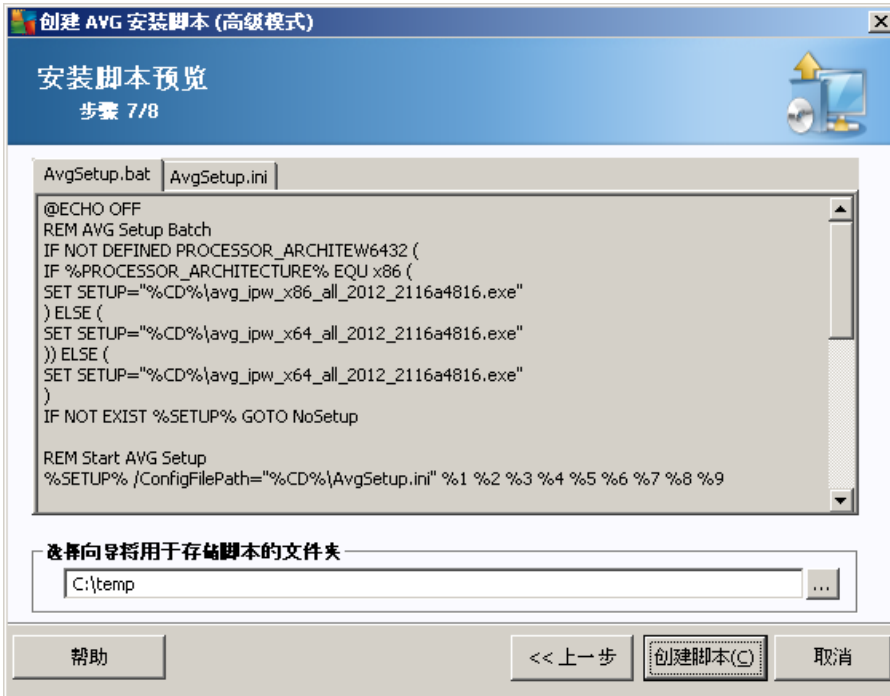 创建 AVG 安装脚本 (高级模式)
安装脚本预览
步骤 7/8
AvgSetup.bat
AvgSetup.ini
@ECHO OFF
REM AVG Setup Batch
IF NOT DEFINED PROCESSOR_ARCHITEW6432 (
IF %PROCESSOR_ARCHITECTURE% EQU x86 (
SET SETUP="%CD%\avg_ipw_x86_all_2012_2116a4816.exe"
) ELSE (
SET SETUP="%CD%\avg_ipw_x64_all_2012_2116a4816.exe"
)) ELSE (
SET SETUP="%CD%\avg_ipw_x64_all_2012_2116a4816.exe"
)
IF NOT EXIST %SETUP% GOTO NoSetup
REM Start AVG Setup
%SETUP% /ConfigFilePath="%CD%\AvgSetup.ini" %1 %2 %3 %4 %5 %6 %7 %8 %9
选择向导将用于存储脚本的文件夹
C:\temp
...
帮助
<< 上一步
创建脚本(C)
取消